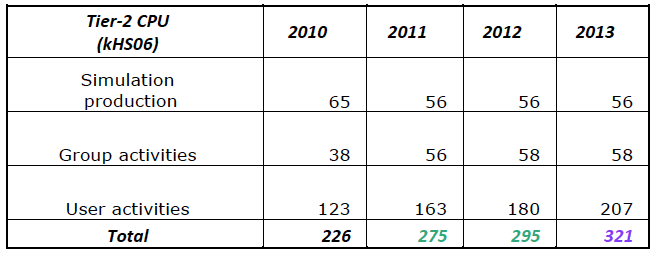 Tier-2 CPU 2010 2011 2012 2013
(kHS06)
Simulation
production 65 56 56 56
Group activities 38 56 58 58
User activities 123 163 180 207
Total 226 275 295 321